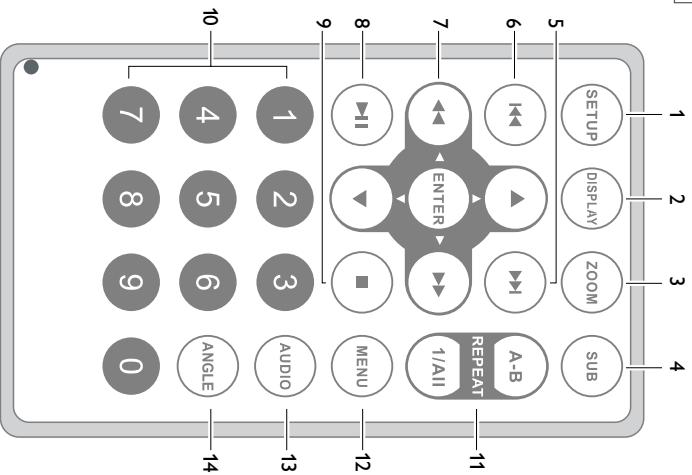 1 2 3 4
SETUP DISPLAY ZOOM SUB
5
6
A-B
REPEAT 11
7 ENTER 1/All
8 MENU 12
9
1 2 3 AUDIO 13
10 4 5 6 ANGLE 14
7 8 9 0